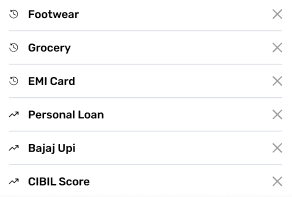 Footwear
Grocery
EMI Card
Personal Loan
Bajaj Upi
CIBIL Score